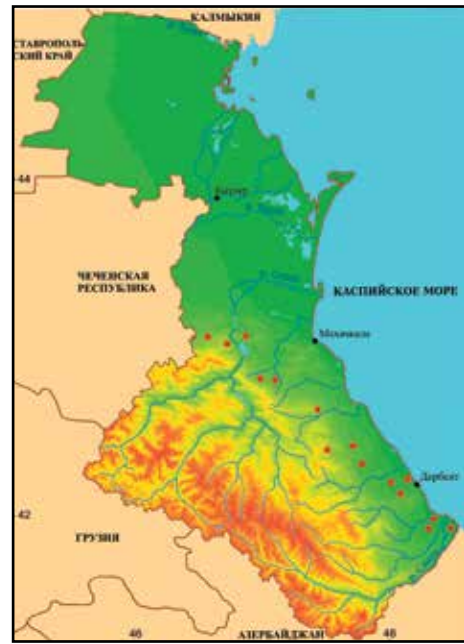 КАЛМЫКИЯ
СТАВРОПОЛЬ
СКИЙ КРАЙ
44
ЧЕЧЕНСКАЯ
РЕСПУБЛИКА
КАСПИЙСКОЕ МОРЕ
Махачкала
Дербент
42
ГРУЗИЯ
46
48
АЗЕРБАЙДЖАН